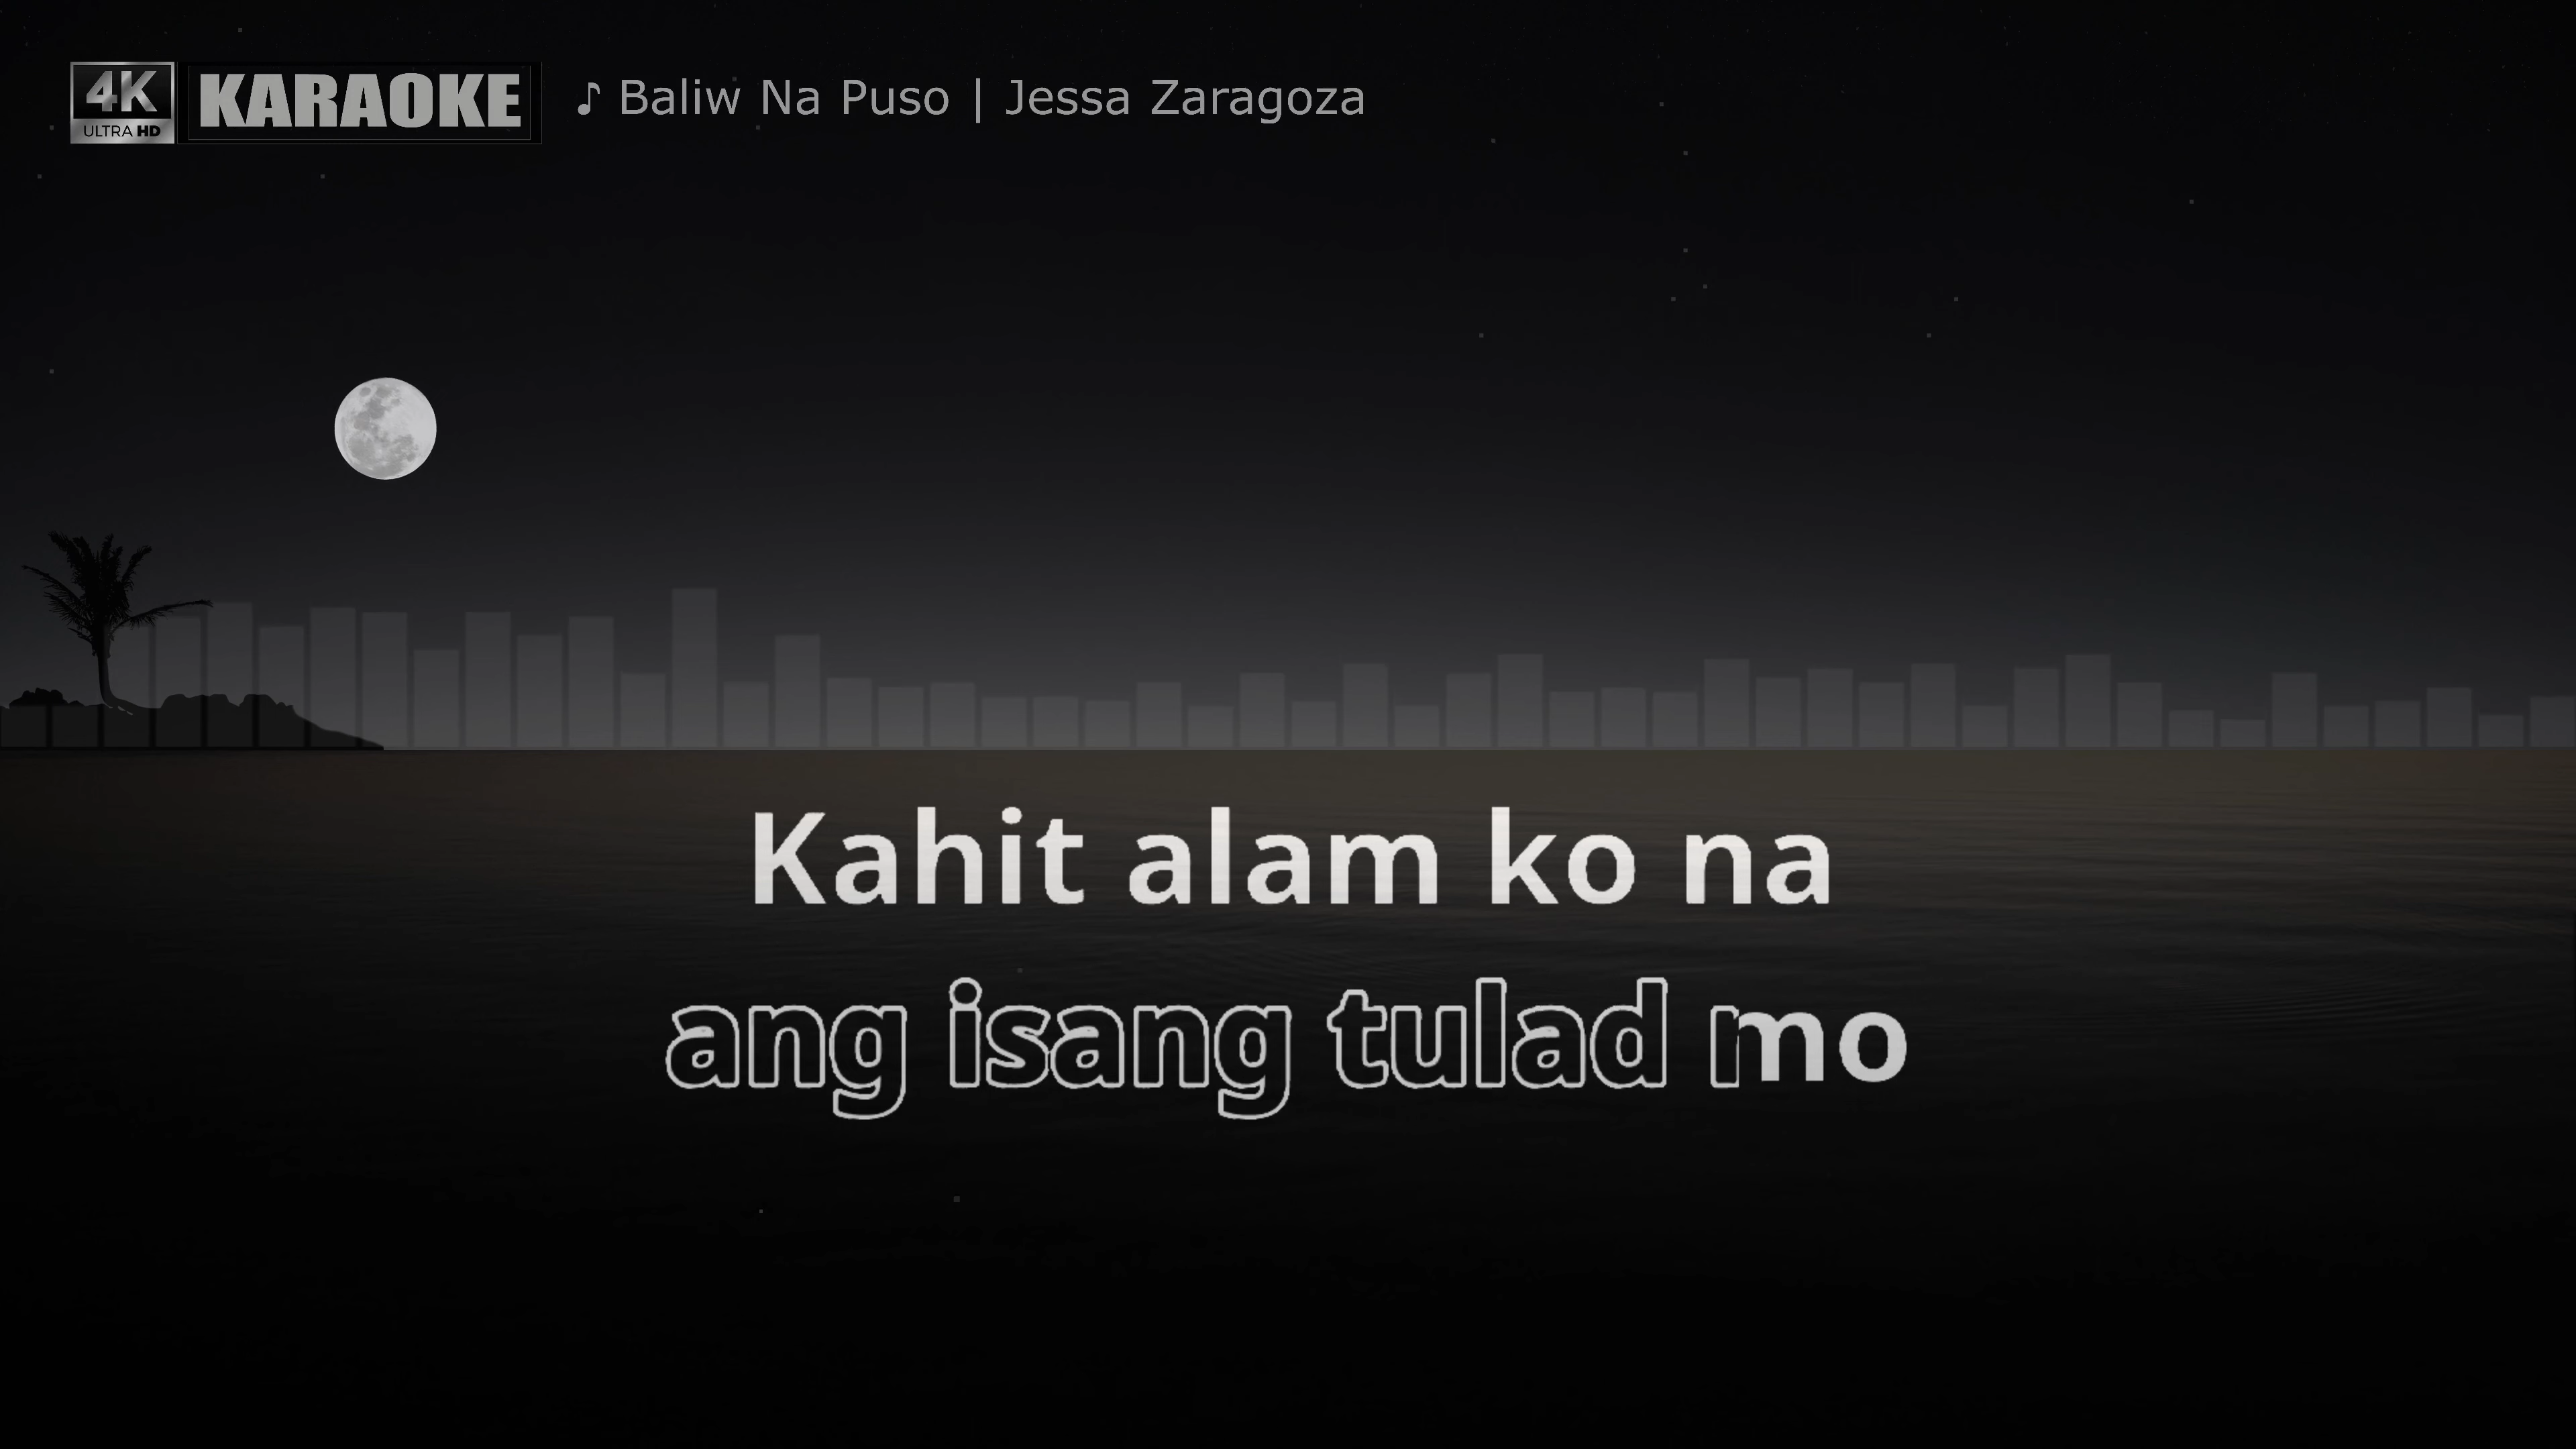 4K ULTRA HD KARAOKE ♪ Baliw Na Puso | Jessa Zaragoza
Kahit alam ko na
ang isang tulad mo